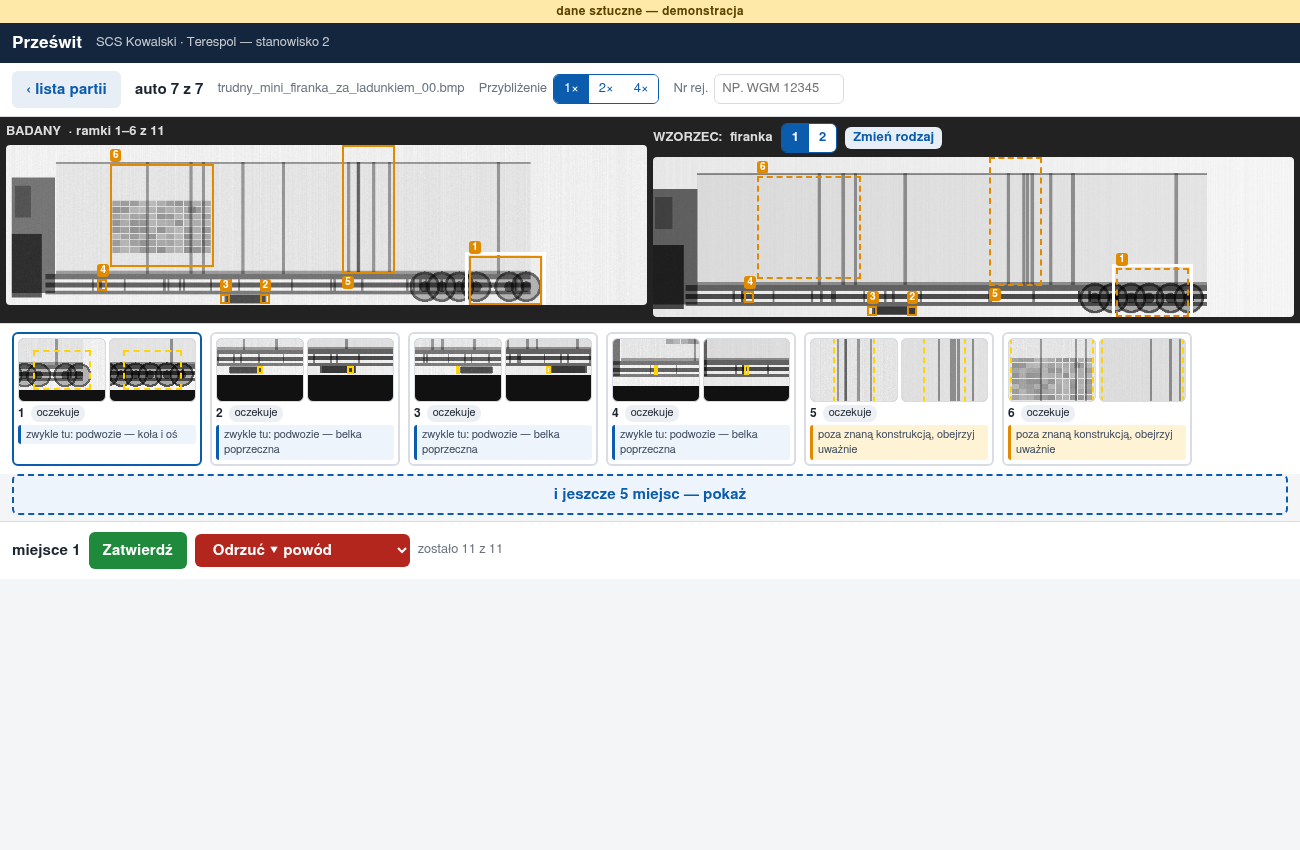 dane sztuczne — demonstracja
Prześwit SCS Kowalski · Terespol — stanowisko 2
‹ lista partii auto 7 z 7 trudny_mini_firanka_za_ladunkiem_00.bmp Przybliżenie 1× 2× 4× Nr rej. NP. WGM 12345
BADANY · ramki 1–6 z 11
WZORZEC: firanka 1 2 Zmień rodzaj
6
4
3
2
5
1
6
4
3
2
5
1
1 oczekuje
zwykle tu: podwozie — koła i oś
2 oczekuje
zwykle tu: podwozie — belka
poprzeczna
3 oczekuje
zwykle tu: podwozie — belka
poprzeczna
4 oczekuje
zwykle tu: podwozie — belka
poprzeczna
5 oczekuje
poza znaną konstrukcją, obejrzyj
uważnie
6 oczekuje
poza znaną konstrukcją, obejrzyj
uważnie
i jeszcze 5 miejsc — pokaż
miejsce 1 Zatwierdź Odrzuć ▾ powód zostało 11 z 11